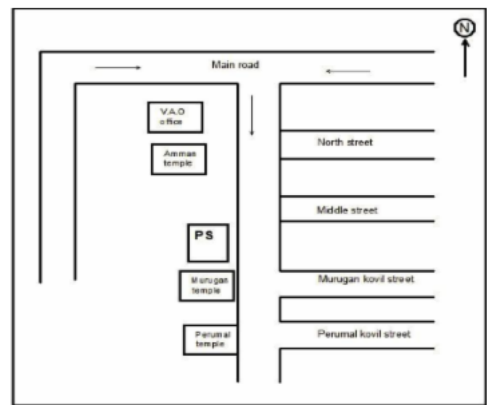 N
Main road
V.A.O
office
North street
Amman
temple
Middle street
PS
Murugan
temple
Murugan kovil street
Perumal
temple
Perumal kovil street